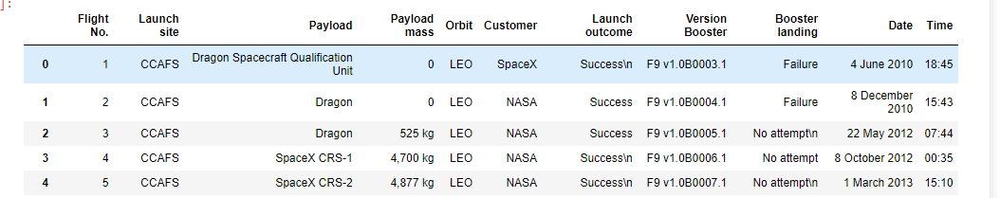 ]:
Flight No. Launch site Payload Payload mass Orbit Customer Launch outcome Version Booster Booster landing Date Time
0 1 CCAFS Dragon Spacecraft Qualification Unit 0 LEO SpaceX Success\n F9 v1.0B0003.1 Failure 4 June 2010 18:45
1 2 CCAFS Dragon 0 LEO NASA Success F9 v1.0B0004.1 Failure 8 December 2010 15:43
2 3 CCAFS Dragon 525 kg LEO NASA Success F9 v1.0B0005.1 No attempt\n 22 May 2012 07:44
3 4 CCAFS SpaceX CRS-1 4,700 kg LEO NASA Success\n F9 v1.0B0006.1 No attempt 8 October 2012 00:35
4 5 CCAFS SpaceX CRS-2 4,877 kg LEO NASA Success\n F9 v1.0B0007.1 No attempt\n 1 March 2013 15:10